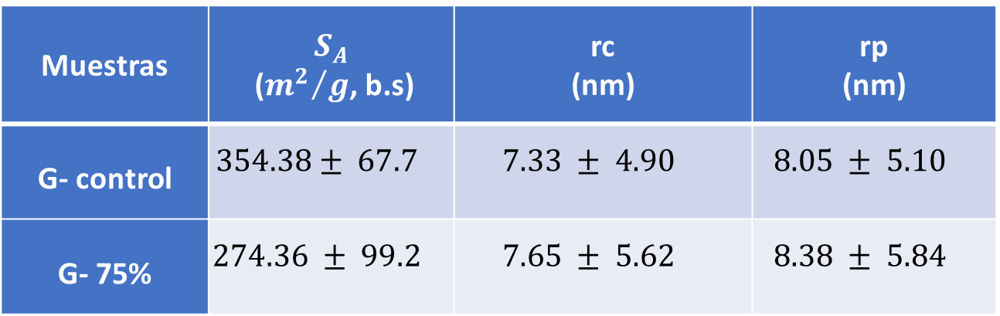 Muestras
S_A
(m²/g, b.s)
rc
(nm)
rp
(nm)
G- control
354.38 ± 67.7
7.33 ± 4.90
8.05 ± 5.10
G- 75%
274.36 ± 99.2
7.65 ± 5.62
8.38 ± 5.84